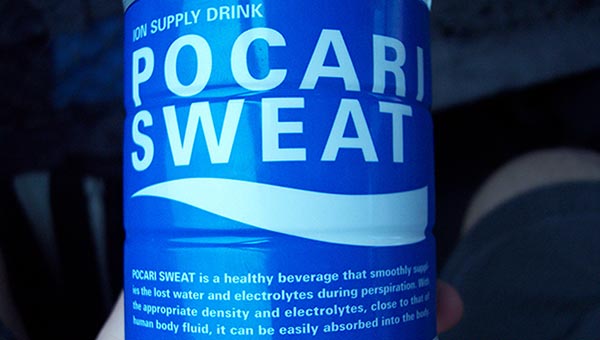 ION SUPPLY DRINK
POCARI
SWEAT
POCARI SWEAT is a healthy beverage that smoothly suppli
es the lost water and electrolytes during perspiration. With
the appropriate density and electrolytes, close to that of
human body fluid, it can be easily absorbed into the body.